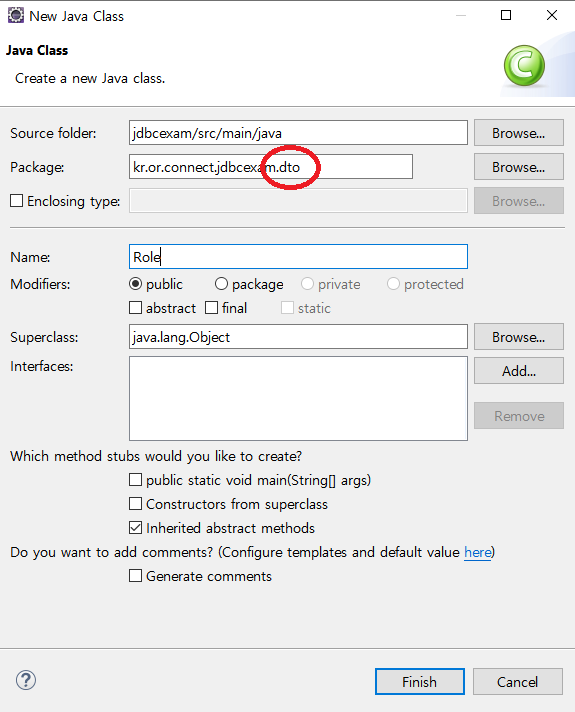 New Java Class
Java Class
Create a new Java class.
Source folder: jdbcexam/src/main/java Browse...
Package: kr.or.connect.jdbcexam.dto Browse...
Enclosing type: Browse...
Name: Role
Modifiers: public package private protected
abstract final static
Superclass: java.lang.Object Browse...
Interfaces: Add...
Remove
Which method stubs would you like to create?
public static void main(String[] args)
Constructors from superclass
Inherited abstract methods
Do you want to add comments? (Configure templates and default value here)
Generate comments
? Finish Cancel